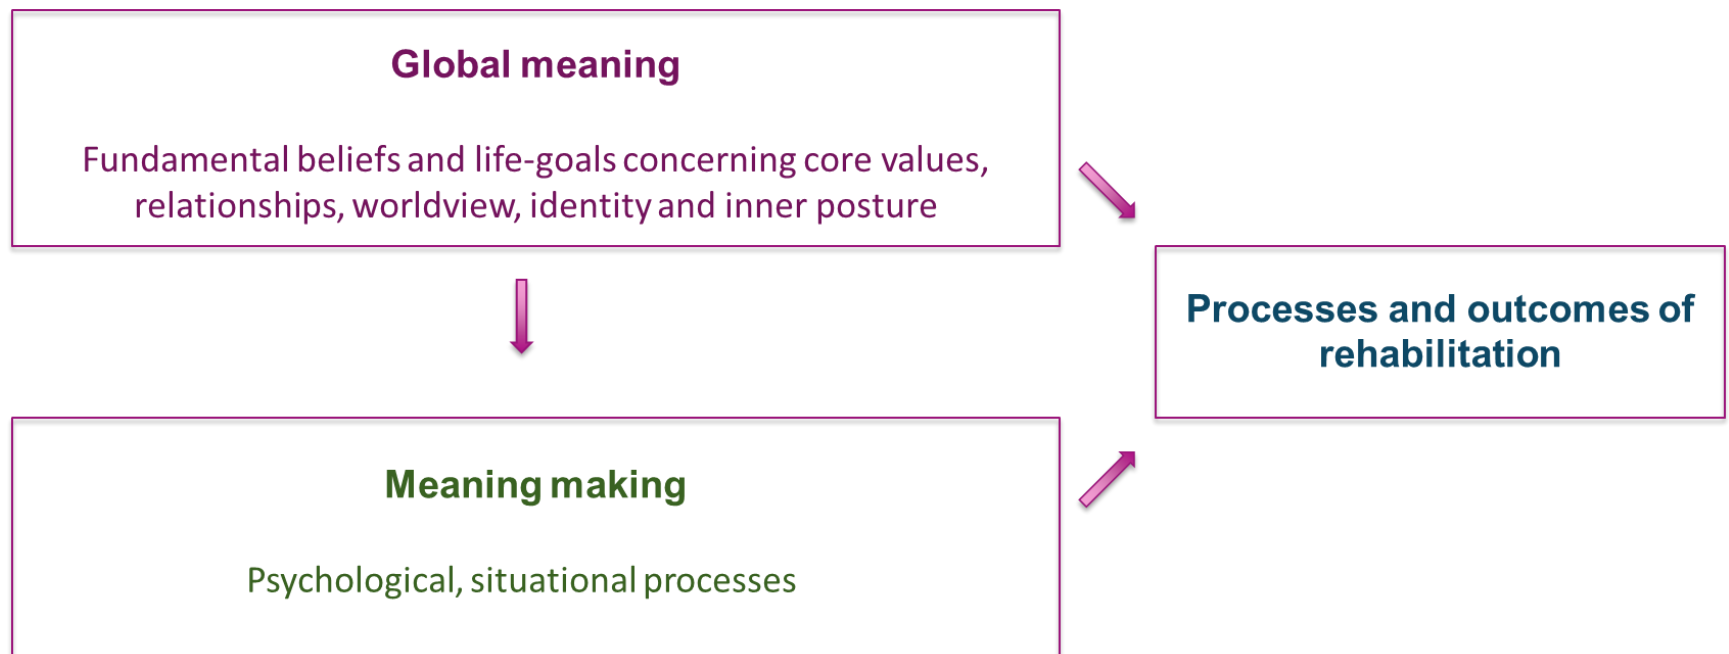 Global meaning
Fundamental beliefs and life-goals concerning core values,
relationships, worldview, identity and inner posture
Processes and outcomes of
rehabilitation
Meaning making
Psychological, situational processes